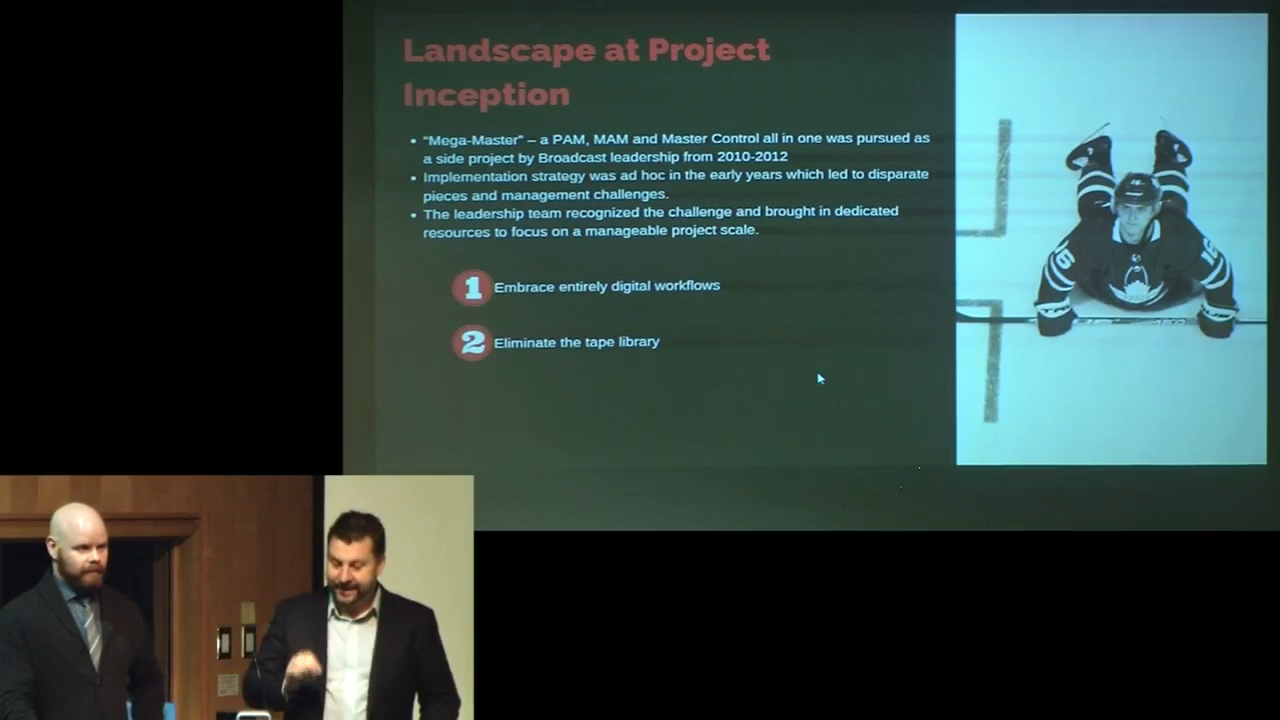 Landscape at Project
Inception
• "Mega-Master" – a PAM, MAM and Master Control all in one was pursued as
a side project by Broadcast leadership from 2010-2012
• Implementation strategy was ad hoc in the early years which led to disparate
pieces and management challenges.
• The leadership team recognized the challenge and brought in dedicated
resources to focus on a manageable project scale.
1 Embrace entirely digital workflows
2 Eliminate the tape library
16
16